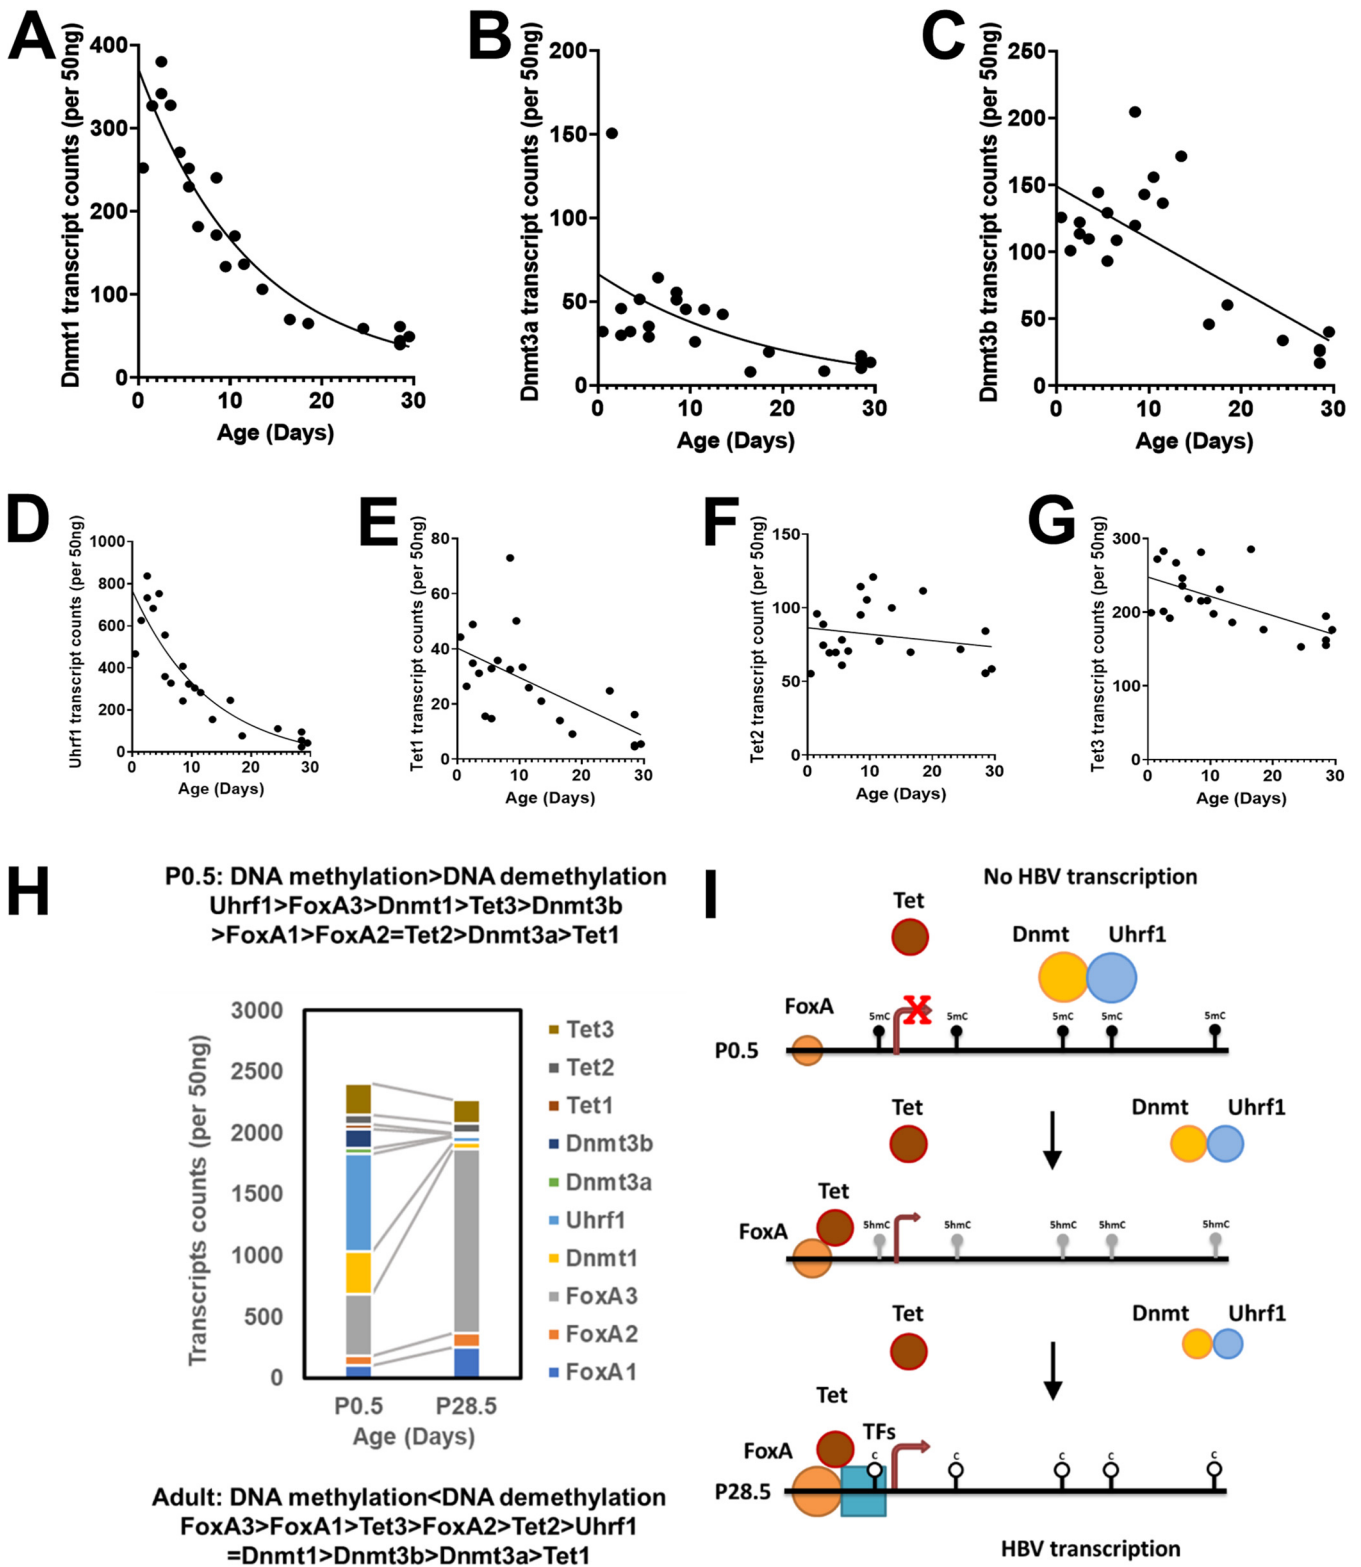 A
Dnmt1 transcript counts (per 50ng)
400
300
200
100
0
0 10 20 30
Age (Days)
B
Dnmt3a transcript counts (per 50ng)
200
150
100
50
0
0 10 20 30
Age (Days)
C
Dnmt3b transcript counts (per 50ng)
250
200
150
100
50
0
0 10 20 30
Age (Days)
D
Uhrf1 transcript counts (per 50ng)
1000
800
600
400
200
0
0 10 20 30
Age (Days)
E
Tet1 transcript counts (per 50ng)
80
60
40
20
0
0 10 20 30
Age (Days)
F
Tet2 transcript count (per 50ng)
150
100
50
0
0 10 20 30
Age (Days)
G
Tet3 transcript counts (per 50ng)
300
200
100
0
0 10 20 30
Age (Days)
H
P0.5: DNA methylation>DNA demethylation
Uhrf1>FoxA3>Dnmt1>Tet3>Dnmt3b
>FoxA1>FoxA2=Tet2>Dnmt3a>Tet1
Transcripts counts (per 50ng)
3000
2500
2000
1500
1000
500
0
P0.5 P28.5
Age (Days)
Tet3
Tet2
Tet1
Dnmt3b
Dnmt3a
Uhrf1
Dnmt1
FoxA3
FoxA2
FoxA1
Adult: DNA methylation<DNA demethylation
FoxA3>FoxA1>Tet3>FoxA2>Tet2>Uhrf1
=Dnmt1>Dnmt3b>Dnmt3a>Tet1
I
No HBV transcription
Tet
Dnmt Uhrf1
FoxA
X
5mC 5mC 5mC 5mC 5mC
P0.5
Tet Dnmt Uhrf1
Tet
FoxA
5hmC 5hmC 5hmC 5hmC 5hmC
Tet Dnmt Uhrf1
Tet
TFs
FoxA
C C C C C
P28.5
HBV transcription